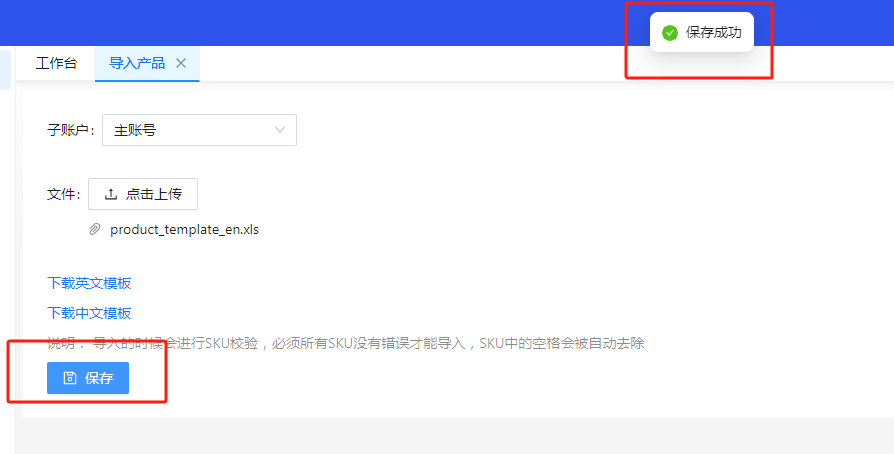 保存成功
工作台 导入产品
子账户： 主账号
文件： 点击上传
product_template_en.xls
下载英文模板
下载中文模板
说明： 导入的时候会进行SKU校验，必须所有SKU没有错误才能导入，SKU中的空格会被自动去除
保存